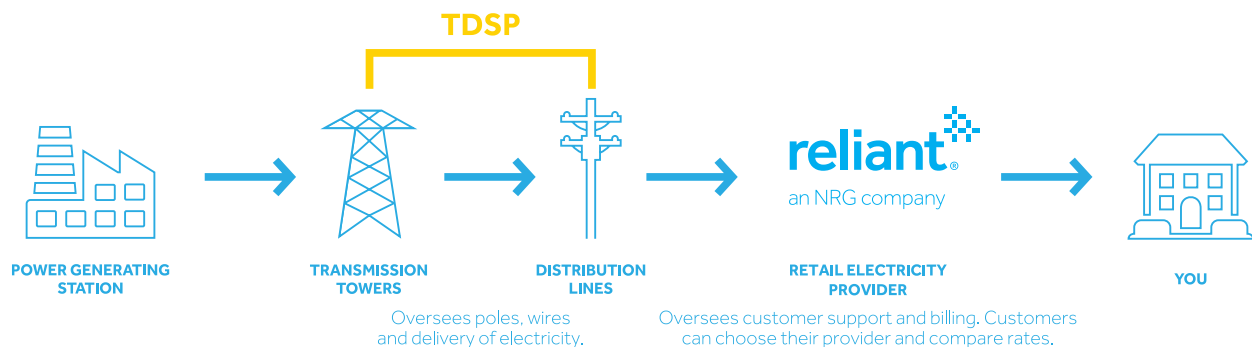 TDSP
reliant®
an NRG company
POWER GENERATING
STATION
TRANSMISSION
TOWERS
DISTRIBUTION
LINES
Oversees poles, wires
and delivery of electricity.
RETAIL ELECTRICITY
PROVIDER
Oversees customer support and billing. Customers
can choose their provider and compare rates.
YOU